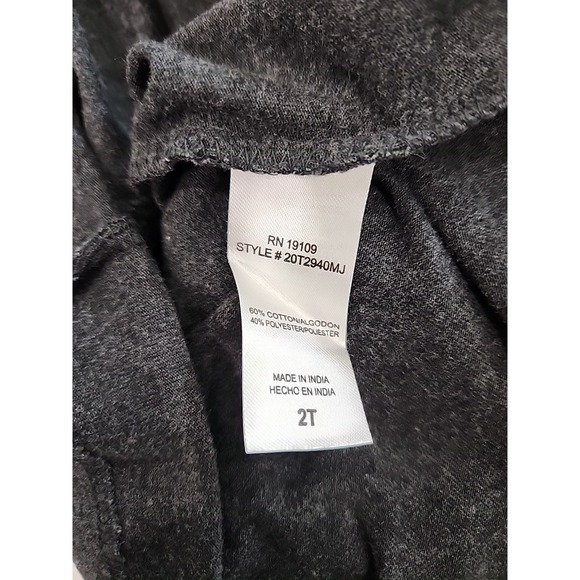 RN 19109
STYLE # 20T2940MJ
60% COTTON/ALGODON
40% POLYESTER/POLIESTER
MADE IN INDIA
HECHO EN INDIA
2T